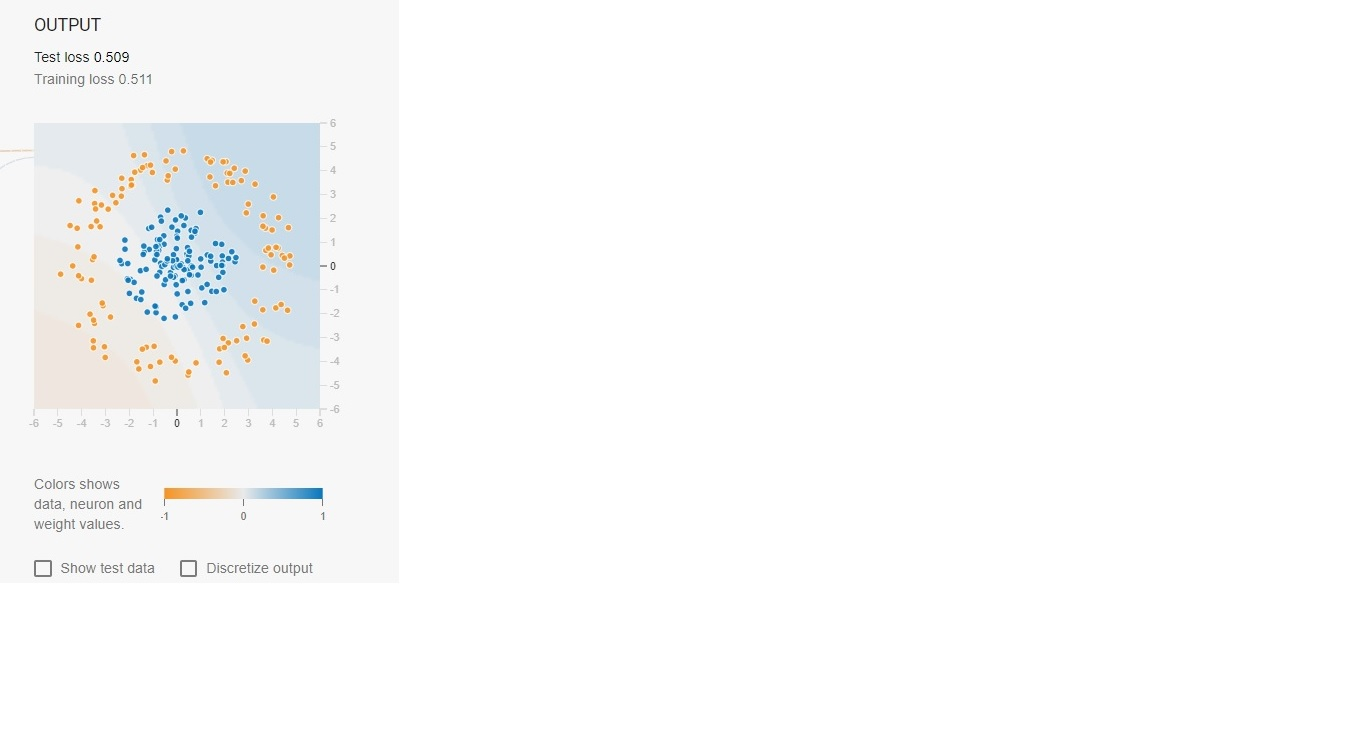 OUTPUT
Test loss 0.509
Training loss 0.511
6
5
4
3
2
1
0
-1
-2
-3
-4
-5
-6
-6 -5 -4 -3 -2 -1 0 1 2 3 4 5 6
Colors shows
data, neuron and
weight values.
-1 0 1
Show test data Discretize output